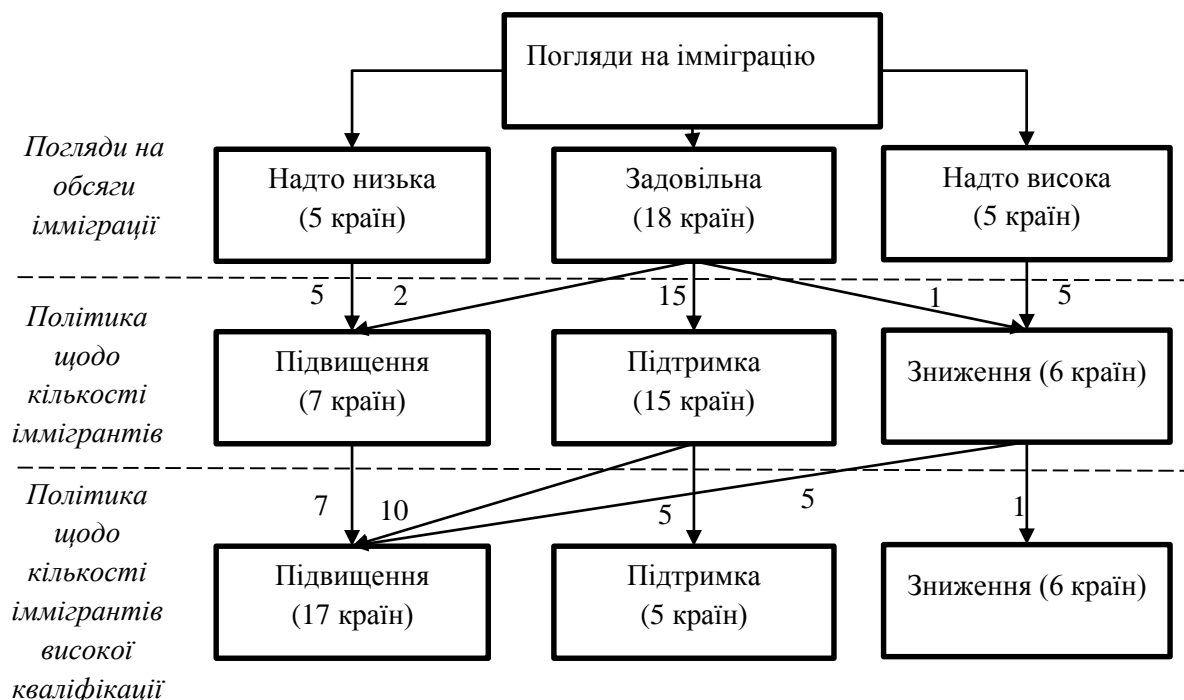 Погляди на імміграцію
Погляди на
обсяги
імміграції
Надто низька
(5 країн)
Задовільна
(18 країн)
Надто висока
(5 країн)
5
2
15
1
5
Політика
щодо
кількості
іммігрантів
Підвищення
(7 країн)
Підтримка
(15 країн)
Зниження (6 країн)
7
10
5
5
1
Політика
щодо
кількості
іммігрантів
високої
кваліфікації
Підвищення
(17 країн)
Підтримка
(5 країн)
Зниження (6 країн)